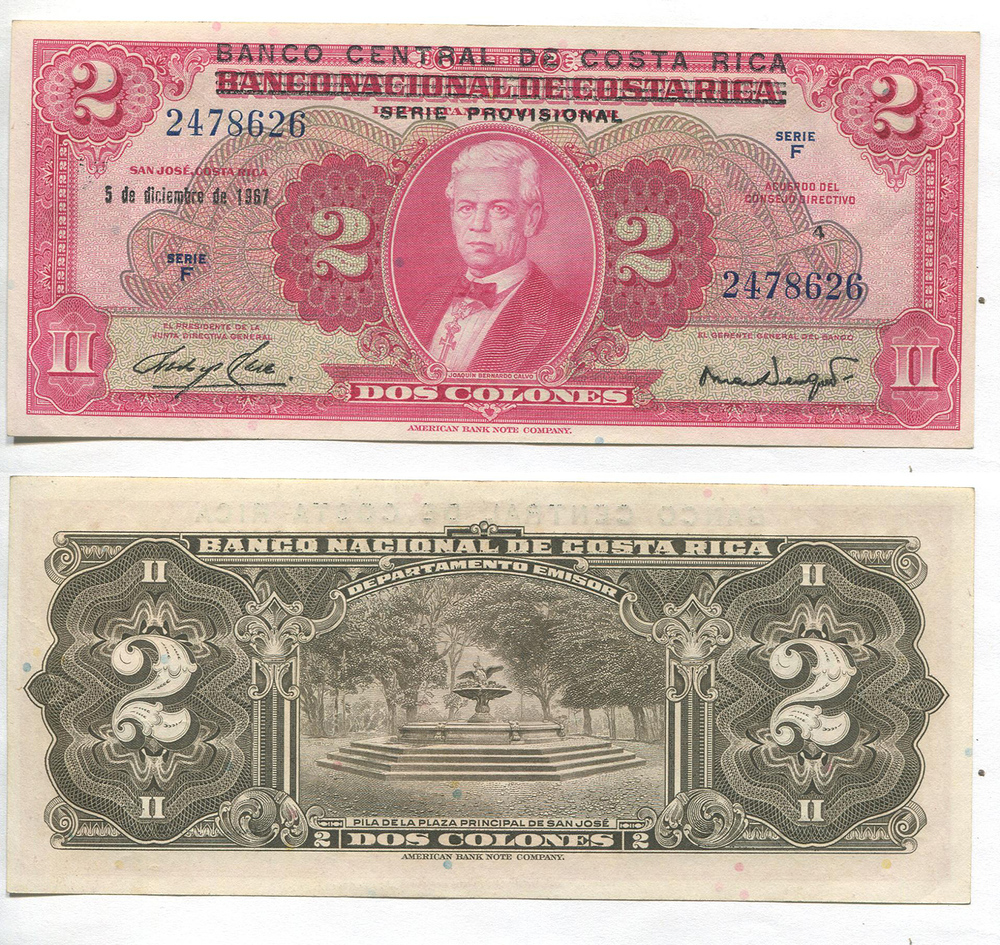 BANCO CENTRAL DE COSTA RICA
BANCO NACIONAL DE COSTA RICA
SERIE PROVISIONAL
2
2
2478626
SERIE
F
SAN JOSÉ, COSTA RICA
5 de diciembre de 1967
ACUERDO DEL
CONSEJO DIRECTIVO
4
2
2
SERIE
F
2478626
EL PRESIDENTE DE LA
JUNTA DIRECTIVA GENERAL
EL GERENTE GENERAL DEL BANCO
II
II
JOAQUÍN BERNARDO CALVO
DOS COLONES
AMERICAN BANK NOTE COMPANY.
BANCO NACIONAL DE COSTA RICA
DEPARTAMENTO EMISOR
II
II
2
2
II
II
PILA DE LA PLAZA PRINCIPAL DE SAN JOSÉ
2 DOS COLONES 2
AMERICAN BANK NOTE COMPANY.